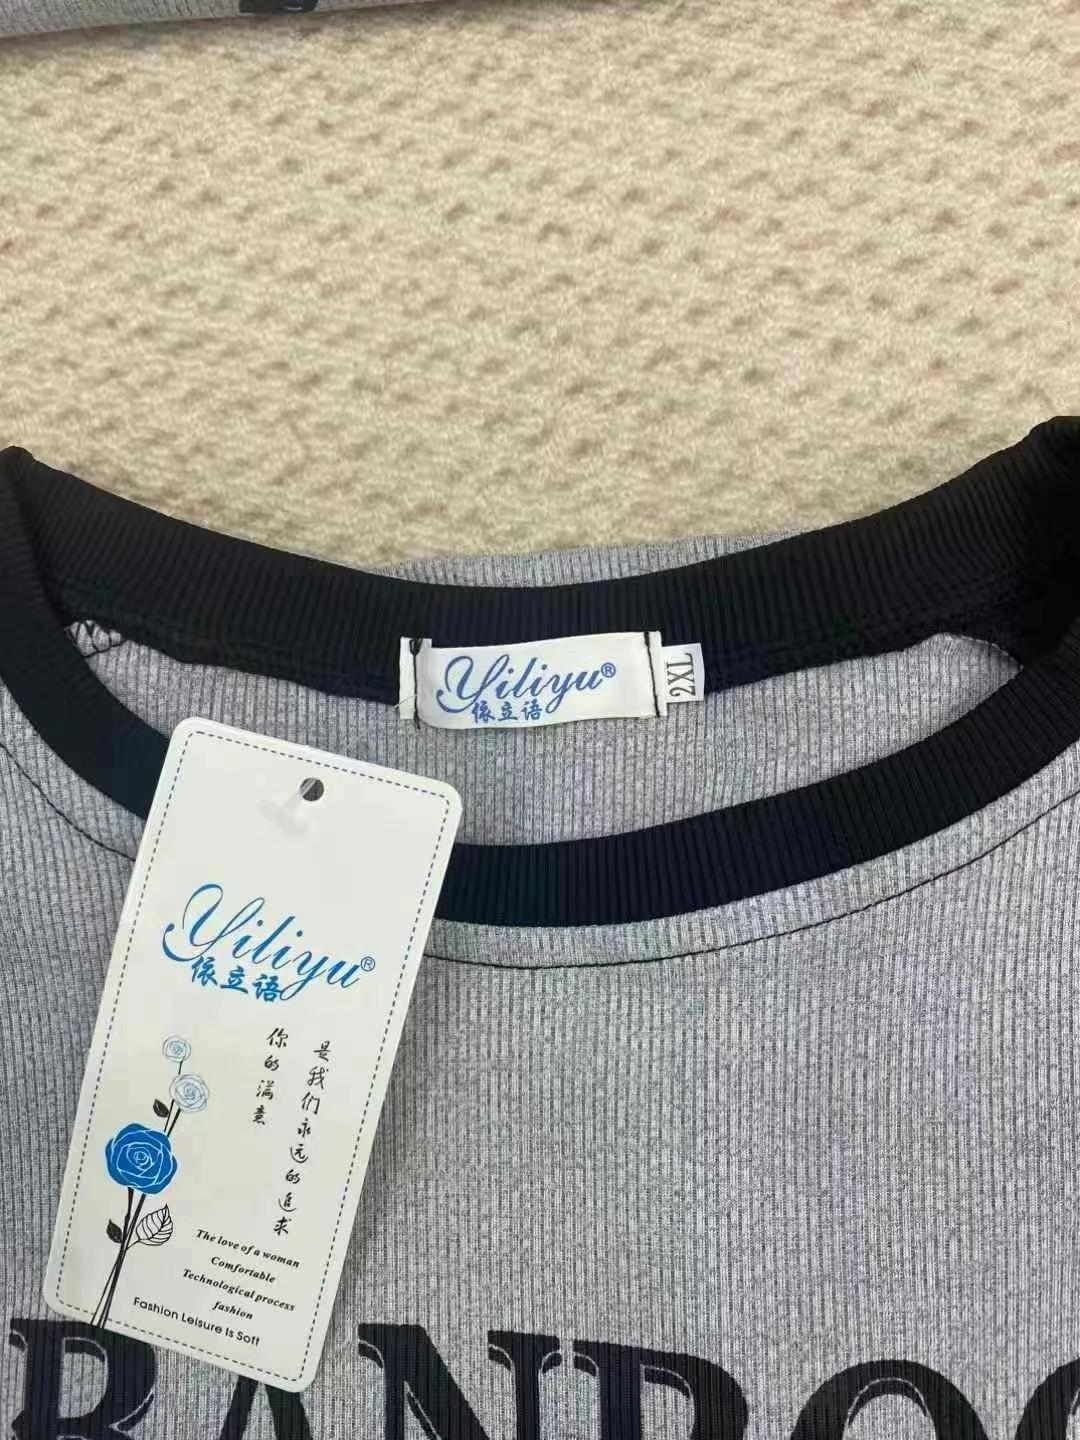 Yiliyu®
依立语
2XL
Yiliyu®
依立语
你的满意
是我们永远的追求
The love of a woman
Comfortable
Technological process
fashion
Fashion Leisure Is Soft